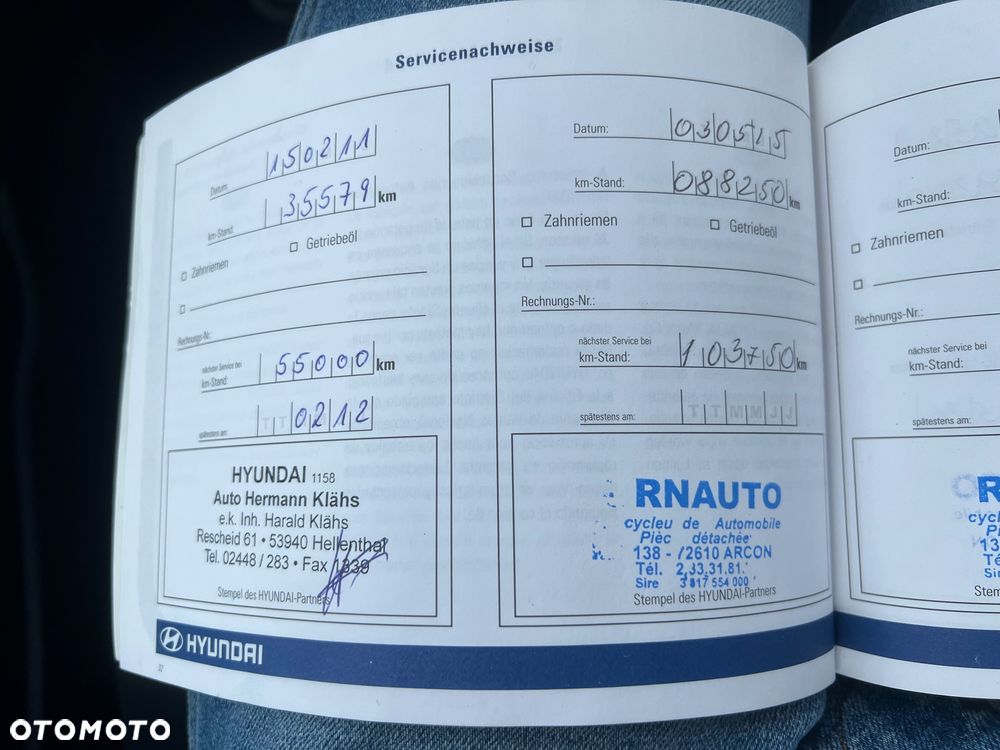 Servicenachweise
Datum: 150211
km-Stand: 35579 km
Zahnriemen
Getriebeöl
Rechnungs-Nr.:
nächster Service bei
km-Stand: 55000 km
spätestens am: TT 0212
HYUNDAI 1158
Auto Hermann Klähs
e.k. Inh. Harald Klähs
Rescheid 61 • 53940 Hellenthal
Tel. 02448 / 283 • Fax 1339
Stempel des HYUNDAI-Partners
HYUNDAI
37
Datum: 030515
km-Stand: 088250 km
Zahnriemen
Getriebeöl
Rechnungs-Nr.:
nächster Service bei
km-Stand: 103750 km
spätestens am: TTMMJJ
RNAUTO
cycleu de Automobile
Pièc détachée
138 - /2610 ARCON
Tél. 2,33.31.81.
Sire 3 817 554 000
Stempel des HYUNDAI-Partners
Datum:
km-Stand:
Zahnriemen
Rechnungs-Nr.:
nächster Service bei
km-Stand:
spätestens am:
OTOMOTO